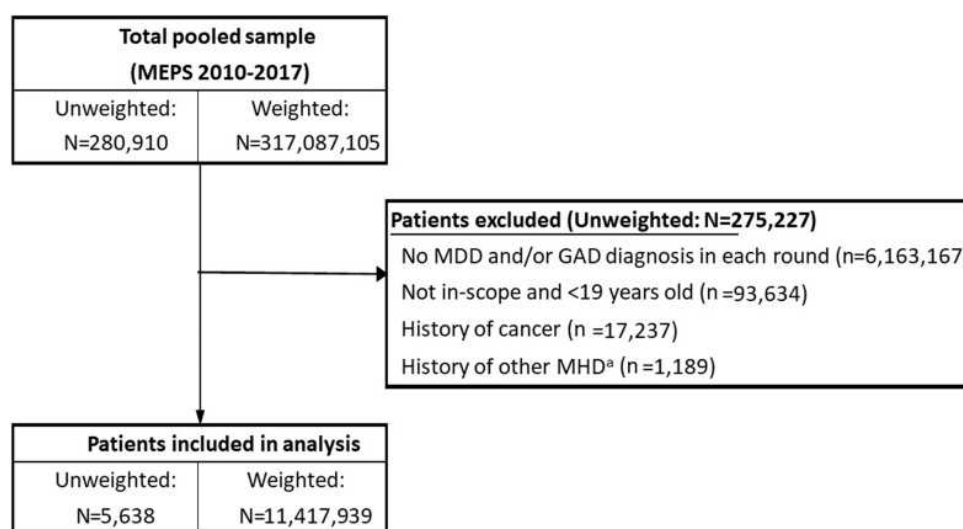 Total pooled sample
(MEPS 2010-2017)
Unweighted:
N=280,910
Weighted:
N=317,087,105
Patients excluded (Unweighted: N=275,227)
No MDD and/or GAD diagnosis in each round (n=6,163,167
Not in-scope and <19 years old (n=93,634)
History of cancer (n =17,237)
History of other MHDᵃ (n=1,189)
Patients included in analysis
Unweighted:
N=5,638
Weighted:
N=11,417,939